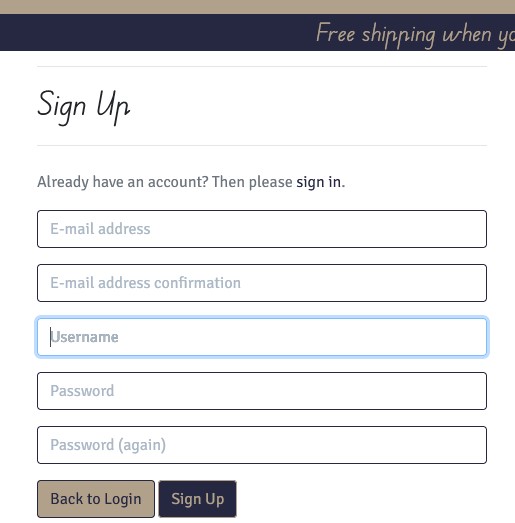 Free shipping when yo
Sign Up
Already have an account? Then please sign in.
E-mail address
E-mail address confirmation
Username
Password
Password (again)
Back to Login
Sign Up